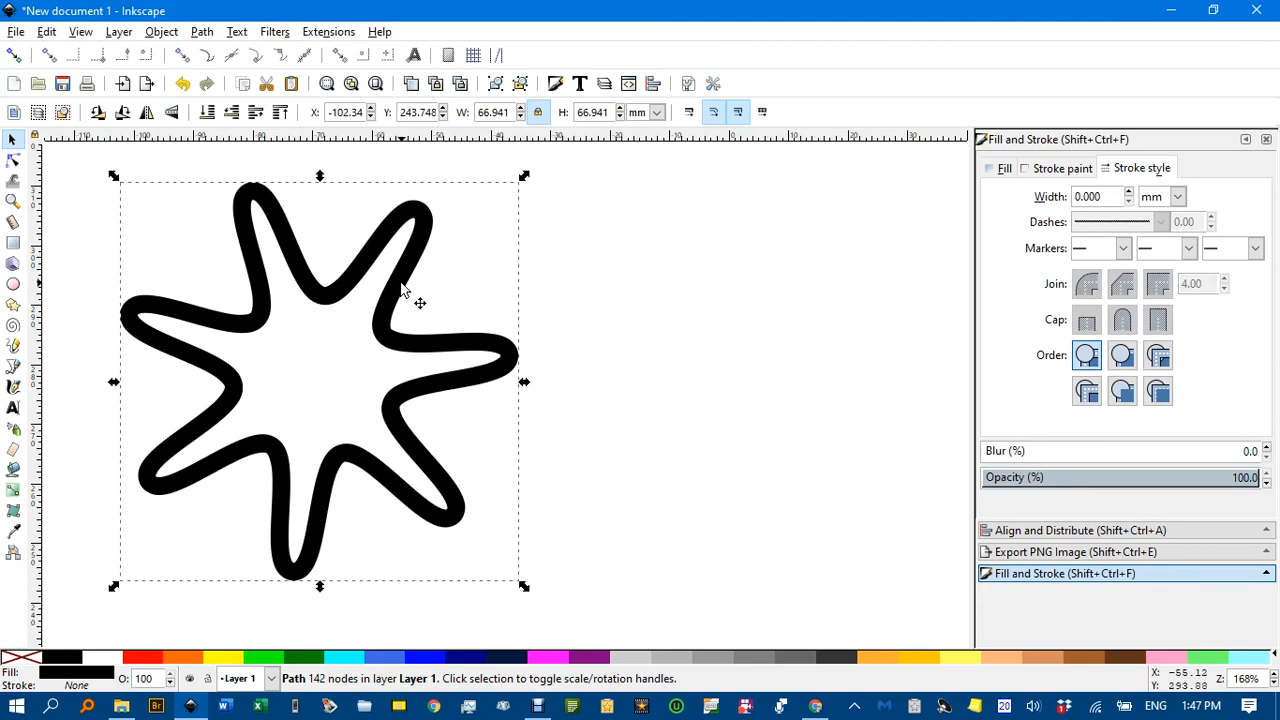 *New document 1 - Inkscape
File Edit View Layer Object Path Text Filters Extensions Help
X: -102.34 Y: 243.748 W: 66.941 H: 66.941 mm
Fill and Stroke (Shift+Ctrl+F)
Fill Stroke paint Stroke style
Width: 0.000 mm
Dashes: 0.00
Markers:
Join: 4.00
Cap:
Order:
Blur (%) 0.0
Opacity (%) 100.0
Align and Distribute (Shift+Ctrl+A)
Export PNG Image (Shift+Ctrl+E)
Fill and Stroke (Shift+Ctrl+F)
Fill: O: 100 Layer 1 Path 142 nodes in layer Layer 1. Click selection to toggle scale/rotation handles. X: -55.12 Z: 168%
Stroke: None Y: 293.88
20 1:47 PM